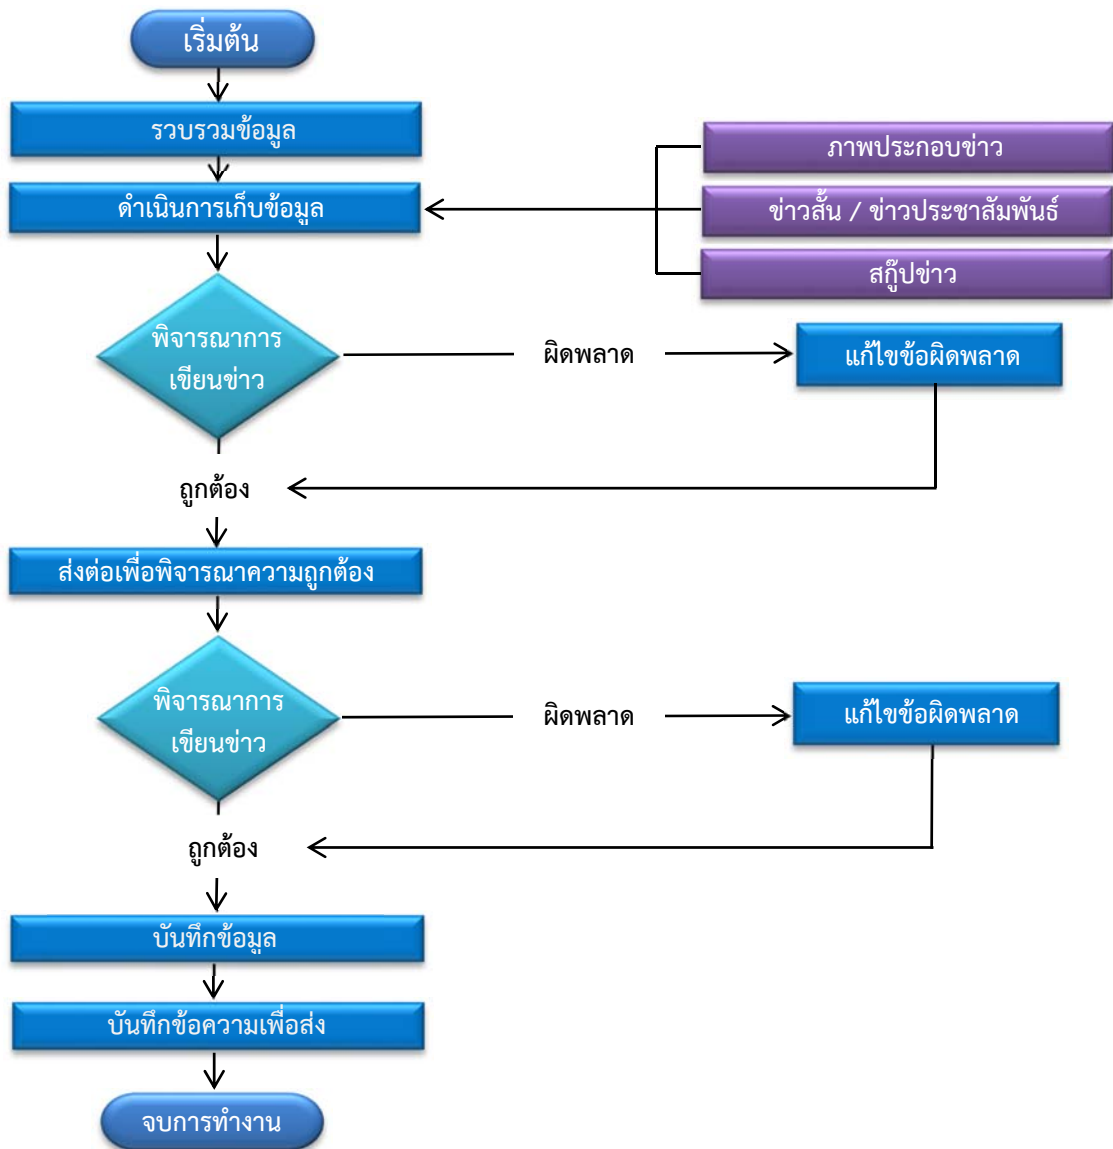 เริ่มต้น
รวบรวมข้อมูล
ภาพประกอบข่าว
ดำเนินการเก็บข้อมูล
ข่าวสั้น / ข่าวประชาสัมพันธ์
สกู๊ปข่าว
พิจารณาการ
เขียนข่าว
ผิดพลาด
แก้ไขข้อผิดพลาด
ถูกต้อง
ส่งต่อเพื่อพิจารณาความถูกต้อง
พิจารณาการ
เขียนข่าว
ผิดพลาด
แก้ไขข้อผิดพลาด
ถูกต้อง
บันทึกข้อมูล
บันทึกข้อความเพื่อส่ง
จบการทำงาน